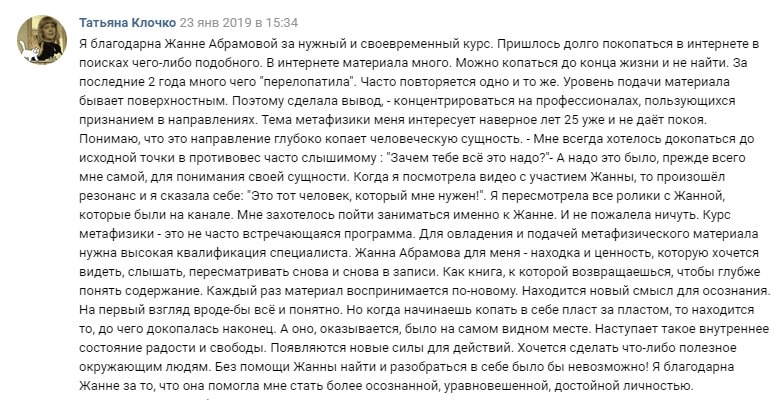 Татьяна Клочко 23 янв 2019 в 15:34
Я благодарна Жанне Абрамовой за нужный и своевременный курс. Пришлось долго покопаться в интернете в
поисках чего-либо подобного. В интернете материала много. Можно копаться до конца жизни и не найти. За
последние 2 года много чего "перелопатила". Часто повторяется одно и то же. Уровень подачи материала
бывает поверхностным. Поэтому сделала вывод, - концентрироваться на профессионалах, пользующихся
признанием в направлениях. Тема метафизики меня интересует наверное лет 25 уже и не даёт покоя.
Понимаю, что это направление глубоко копает человеческую сущность. - Мне всегда хотелось докопаться до
исходной точки в противовес часто слышимому : "Зачем тебе всё это надо?"- А надо это было, прежде всего
мне самой, для понимания своей сущности. Когда я посмотрела видео с участием Жанны, то произошёл
резонанс и я сказала себе: "Это тот человек, который мне нужен!". Я пересмотрела все ролики с Жанной,
которые были на канале. Мне захотелось пойти заниматься именно к Жанне. И не пожалела ничуть. Курс
метафизики - это не часто встречающаяся программа. Для овладения и подачей метафизического материала
нужна высокая квалификация специалиста. Жанна Абрамова для меня - находка и ценность, которую хочется
видеть, слышать, пересматривать снова и снова в записи. Как книга, к которой возвращаешься, чтобы глубже
понять содержание. Каждый раз материал воспринимается по-новому. Находится новый смысл для осознания.
На первый взгляд вроде-бы всё и понятно. Но когда начинаешь копать в себе пласт за пластом, то находится
то, до чего докопалась наконец. А оно, оказывается, было на самом видном месте. Наступает такое внутреннее
состояние радости и свободы. Появляются новые силы для действий. Хочется сделать что-либо полезное
окружающим людям. Без помощи Жанны найти и разобраться в себе было бы невозможно! Я благодарна
Жанне за то, что она помогла мне стать более осознанной, уравновешенной, достойной личностью.